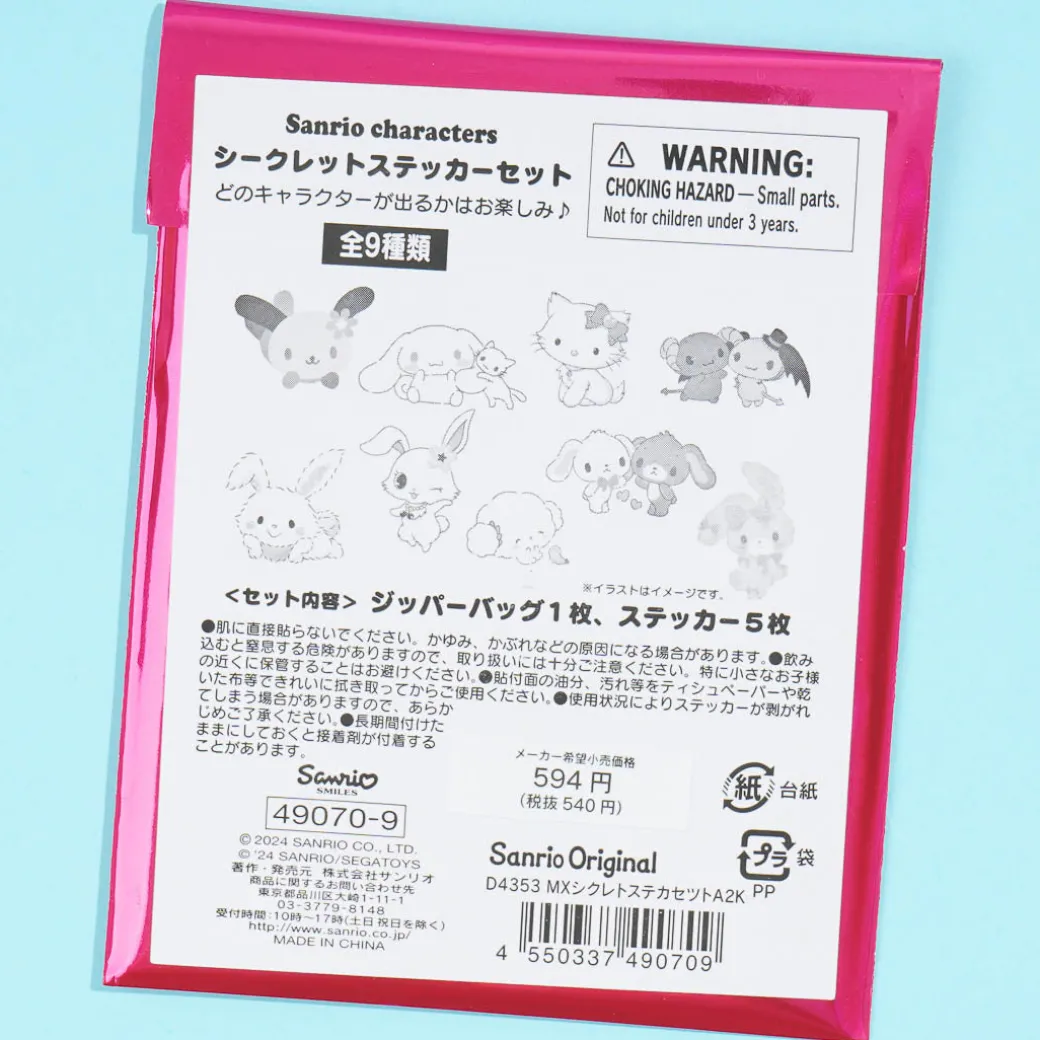 Sanrio characters
シークレットステッカーセット
どのキャラクターが出るかはお楽しみ♪
全9種類
WARNING:
CHOKING HAZARD — Small parts.
Not for children under 3 years.
※イラストはイメージです。
＜セット内容＞ ジッパーバッグ1枚、ステッカー5枚
●肌に直接貼らないでください。かゆみ、かぶれなどの原因になる場合があります。●飲み
込むと窒息する危険がありますので、取り扱いには十分ご注意ください。特に小さなお子様
の近くに保管することはお避けください。●貼付面の油分、汚れ等をティシュペーパーや乾
いた布等できれいに拭き取ってからご使用ください。●使用状況によりステッカーが剥がれ
てしまう場合がありますので、あらか
じめご了承ください。●長期間付けた
ままにしておくと接着剤が付着する
ことがあります。
Sanrio
SMILES
49070-9
© 2024 SANRIO CO., LTD.
© '24 SANRIO/SEGATOYS
著作・発売元 株式会社サンリオ
商品に関するお問い合わせ先
東京都品川区大崎1-11-1
03-3779-8148
受付時間：10時～17時(土日祝日を除く)
http://www.sanrio.co.jp/
MADE IN CHINA
メーカー希望小売価格
594 円
(税抜 540 円)
紙 台紙
プラ 袋
PP
Sanrio Original
D4353 MXシクレトステカセツトA2K
4 550337 490709